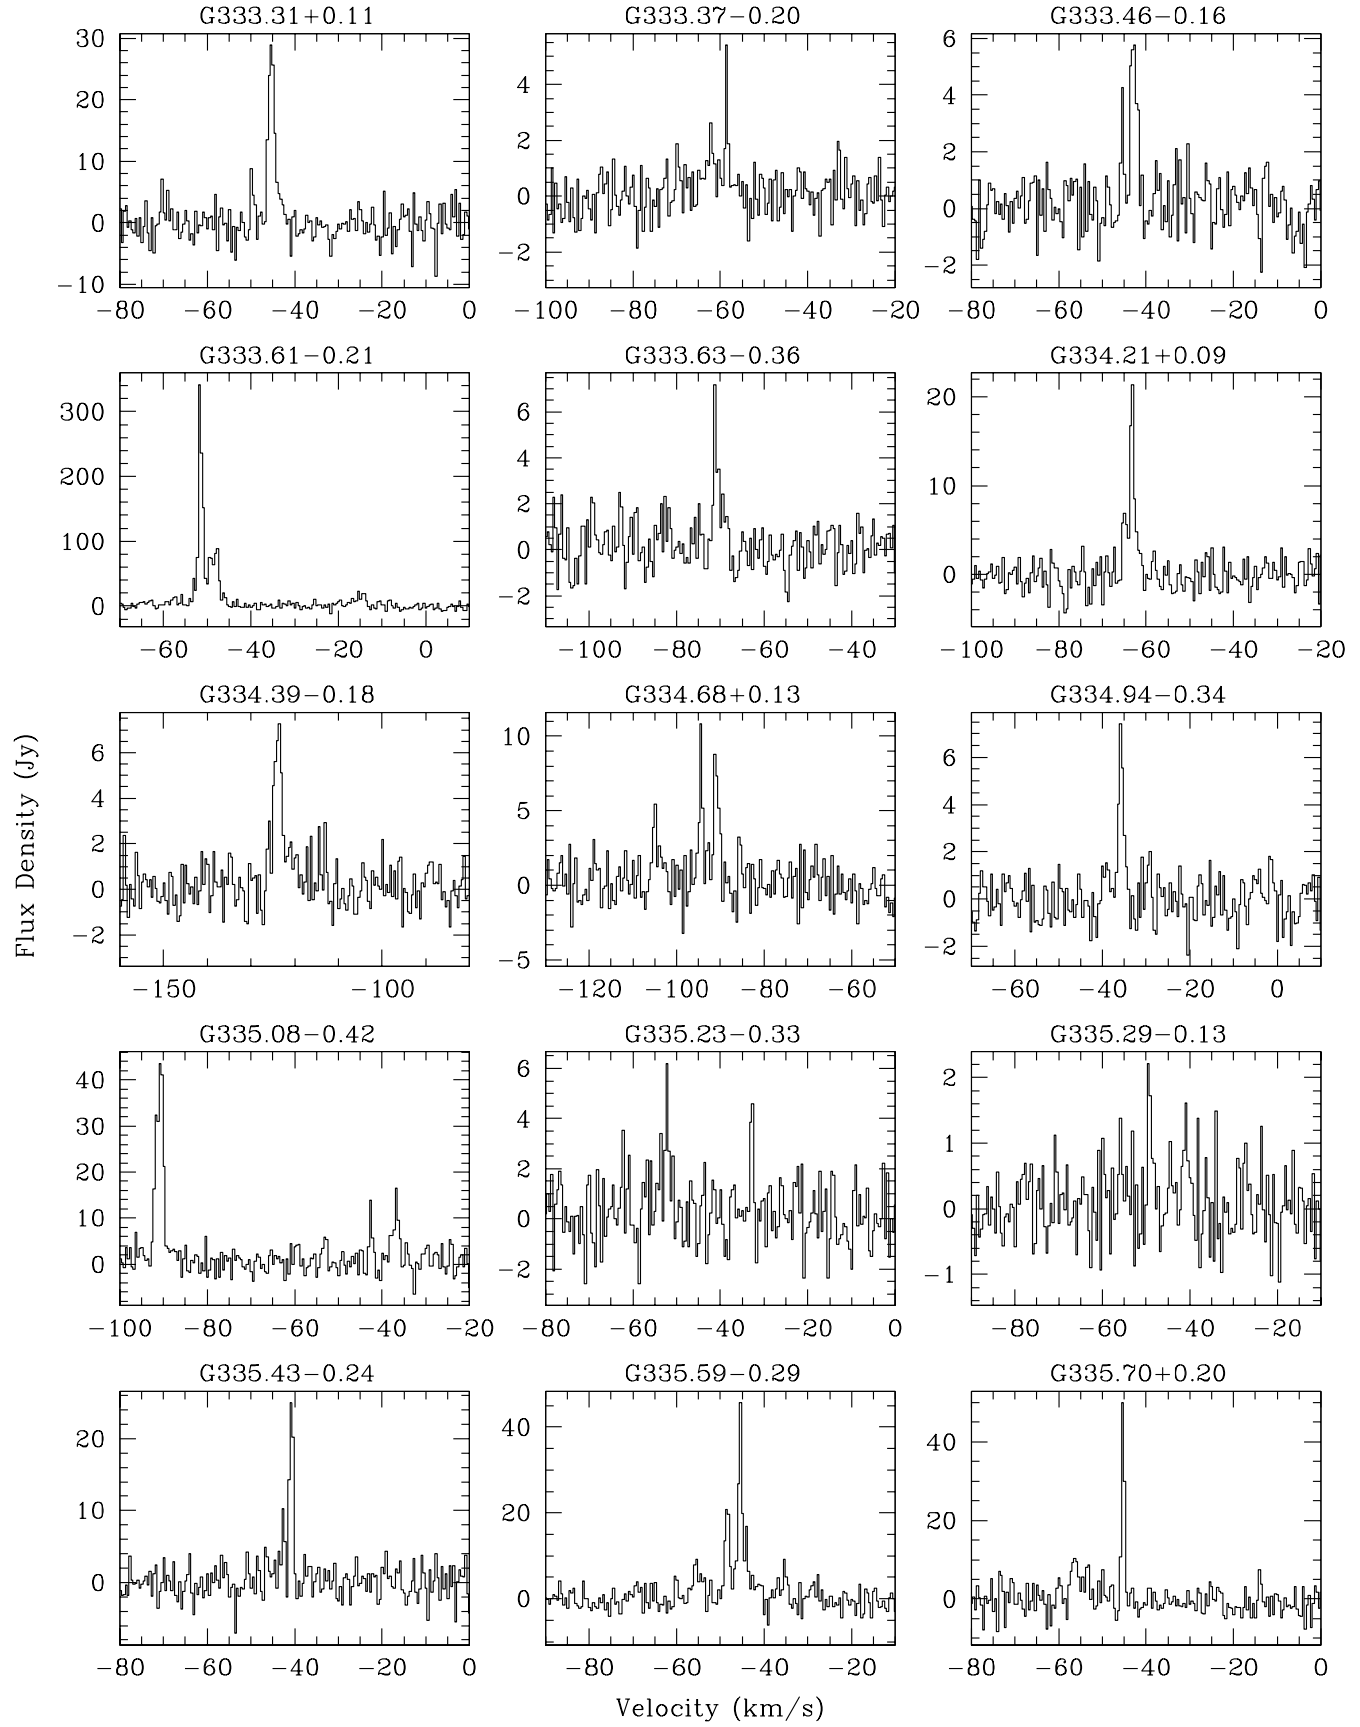 G333.31+0.11 G333.37−0.20 G333.46−0.16
30 20 10 0 −10
4 2 0 −2
6 4 2 0 −2
−80 −60 −40 −20 0 −100 −80 −60 −40 −20 −80 −60 −40 −20 0
G333.61−0.21 G333.63−0.36 G334.21+0.09
300 200 100 0
6 4 2 0 −2
20 10 0
−60 −40 −20 0 −100 −80 −60 −40 −100 −80 −60 −40 −20
G334.39−0.18 G334.68+0.13 G334.94−0.34
6 4 2 0 −2
10 5 0 −5
6 4 2 0 −2
−150 −100 −120 −100 −80 −60 −60 −40 −20 0
Flux Density (Jy)
G335.08−0.42 G335.23−0.33 G335.29−0.13
40 30 20 10 0
6 4 2 0 −2
2 1 0 −1
−100 −80 −60 −40 −20 −80 −60 −40 −20 0 −80 −60 −40 −20
G335.43−0.24 G335.59−0.29 G335.70+0.20
20 10 0
40 20 0
40 20 0
−80 −60 −40 −20 0 −80 −60 −40 −20 −80 −60 −40 −20 0
Velocity (km/s)